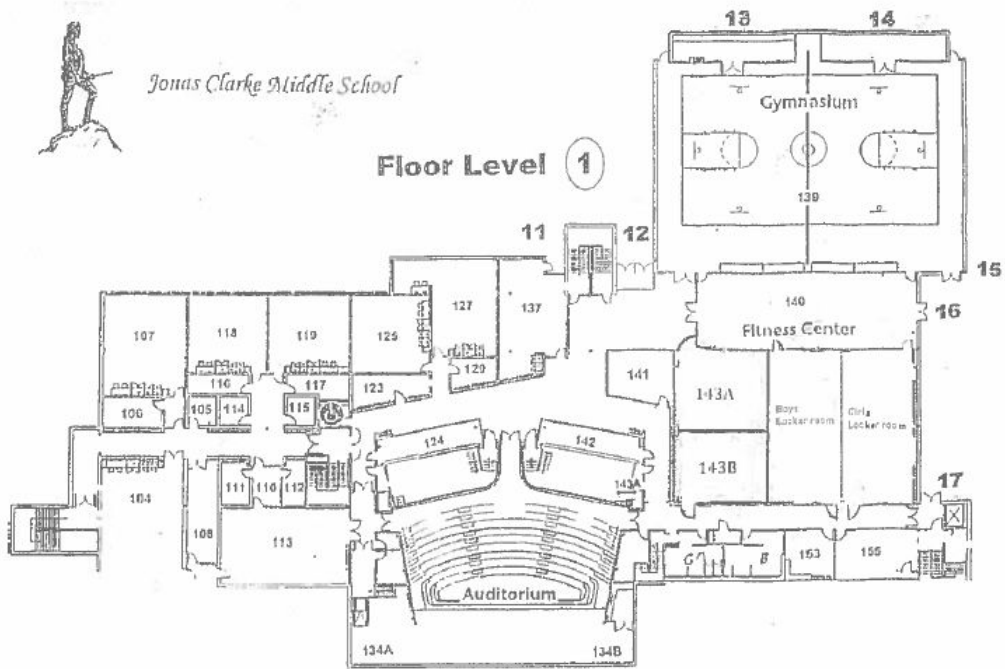 13 14
Jonas Clarke Middle School
Gymnasium
Floor Level 1
139
11 12
15
107 118 119 125 127 137
140
Fitness Center
16
116 117 123 129 141
106 105 114 115
143A
Boys Locker room
Girls Locker room
124 142
143B
104 111 110 112
143A
17
108 113
G B 153 155
Auditorium
134A 134B